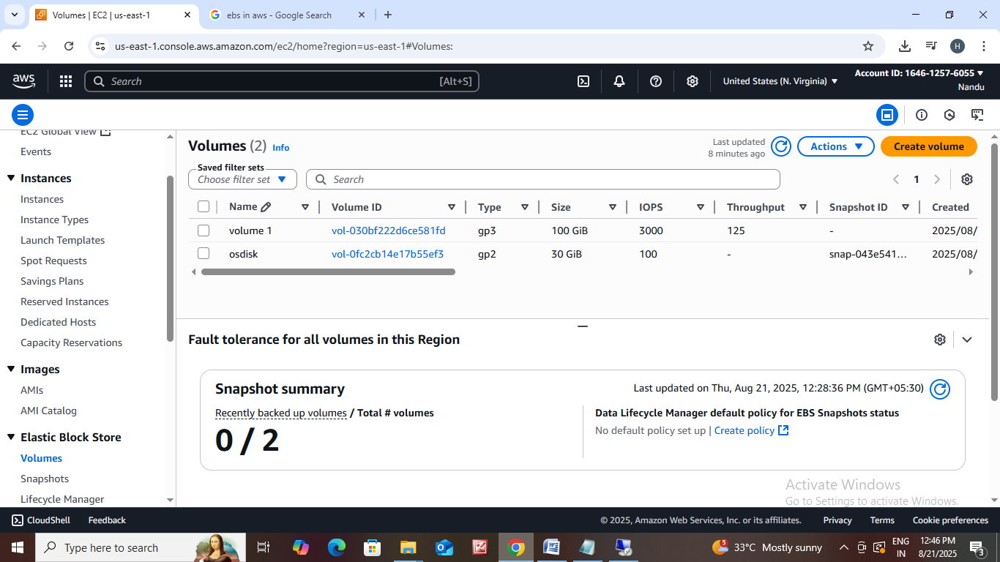 Volumes | EC2 | us-east-1
ebs in aws - Google Search
us-east-1.console.aws.amazon.com/ec2/home?region=us-east-1#Volumes:
H
aws
Search
[Alt+S]
United States (N. Virginia)
Account ID: 1646-1257-6055
Nandu
EC2 Global View
Events
Instances
Instances
Instance Types
Launch Templates
Spot Requests
Savings Plans
Reserved Instances
Dedicated Hosts
Capacity Reservations
Images
AMIs
AMI Catalog
Elastic Block Store
Volumes
Snapshots
Lifecycle Manager
Volumes (2) Info
Last updated
8 minutes ago
Actions
Create volume
Saved filter sets
Choose filter set
Search
1
Name Volume ID Type Size IOPS Throughput Snapshot ID Created
volume 1 vol-030bf222d6ce581fd gp3 100 GiB 3000 125 - 2025/08/
osdisk vol-0fc2cb14e17b55ef3 gp2 30 GiB 100 - snap-043e541... 2025/08/
Fault tolerance for all volumes in this Region
Snapshot summary
Last updated on Thu, Aug 21, 2025, 12:28:36 PM (GMT+05:30)
Recently backed up volumes / Total # volumes
0 / 2
Data Lifecycle Manager default policy for EBS Snapshots status
No default policy set up | Create policy
Activate Windows
Go to Settings to activate Windows.
CloudShell
Feedback
© 2025, Amazon Web Services, Inc. or its affiliates.
Privacy
Terms
Cookie preferences
Type here to search
5
33°C Mostly sunny
ENG
IN
12:46 PM
8/21/2025
3